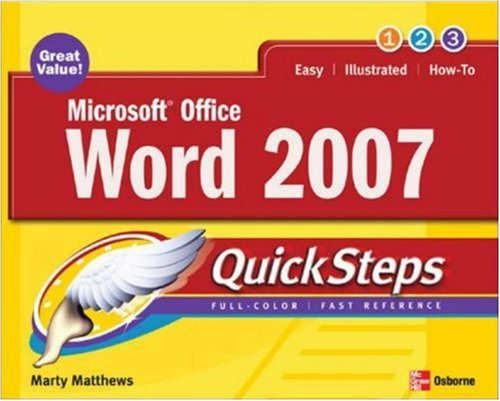 1 2 3
Great
Value!
Easy | Illustrated | How-To
Microsoft® Office
Word 2007
QuickSteps
FULL-COLOR | FAST REFERENCE
Marty Matthews
Mc
Graw
Hill
Osborne